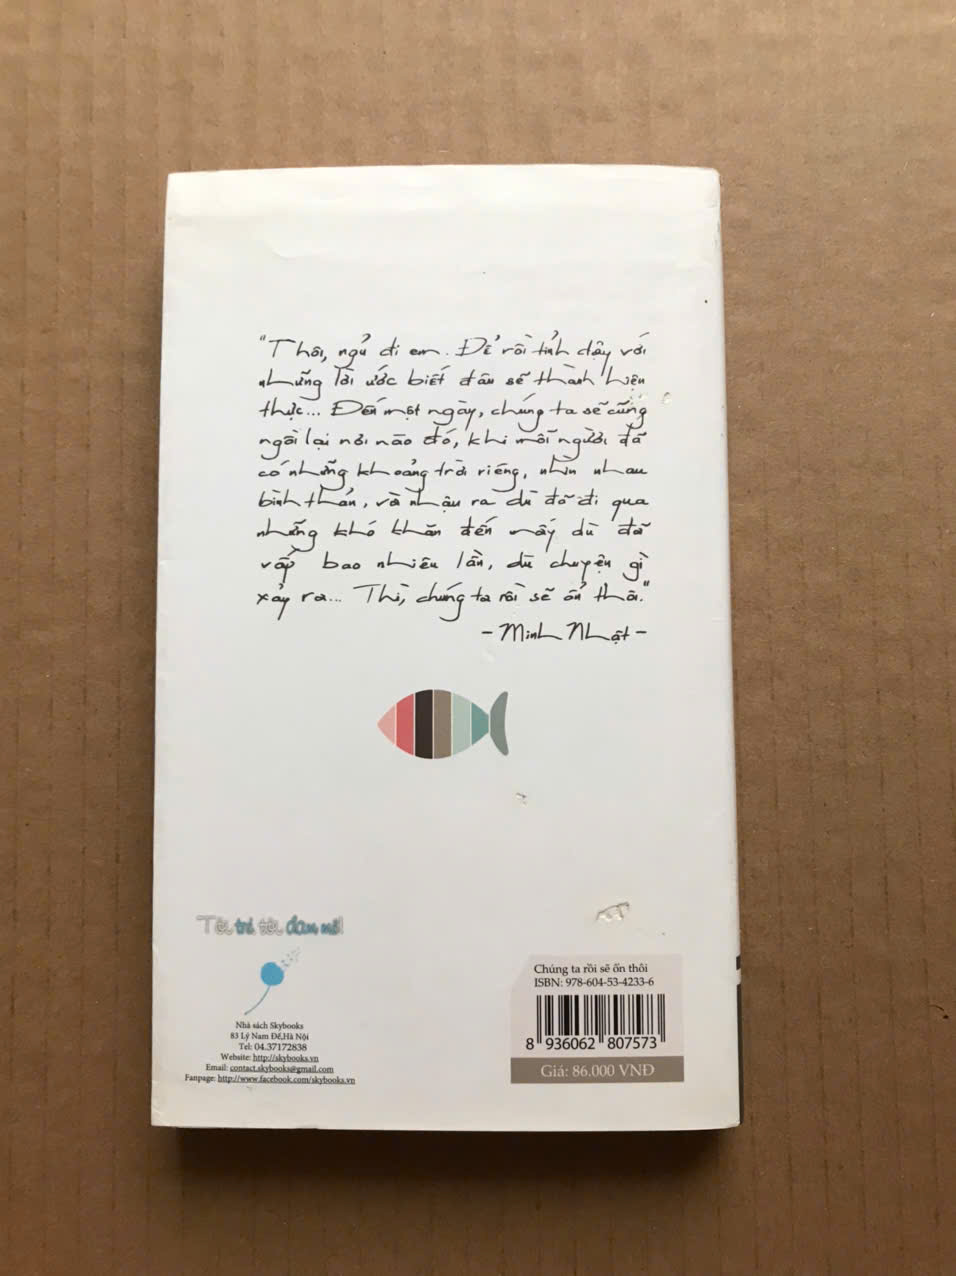 "Thôi, ngủ đi em. Để rồi tỉnh dậy với
những lời ước biết đâu sẽ thành hiện
thực... Đến một ngày, chúng ta sẽ cũng
ngồi lại nơi nào đó, khi mỗi người đã
có những khoảng trời riêng, nhìn nhau
bình thản, và nhận ra dù đã đi qua
những khó khăn đến mấy dù đã
vấp bao nhiêu lần, dù chuyện gì
xảy ra... Thì, chúng ta rồi sẽ ổn thôi."
- Minh Nhật -
Tôi trẻ tôi đam mê!
Nhà sách Skybooks
83 Lý Nam Đế,Hà Nội
Tel: 04.37172838
Website: http://skybooks.vn
Email: contact.skybooks@gmail.com
Fanpage: http://www.facebook.com/skybooks.vn
Chúng ta rồi sẽ ổn thôi
ISBN: 978-604-53-4233-6
8 936062 807573
Giá: 86.000 VNĐ